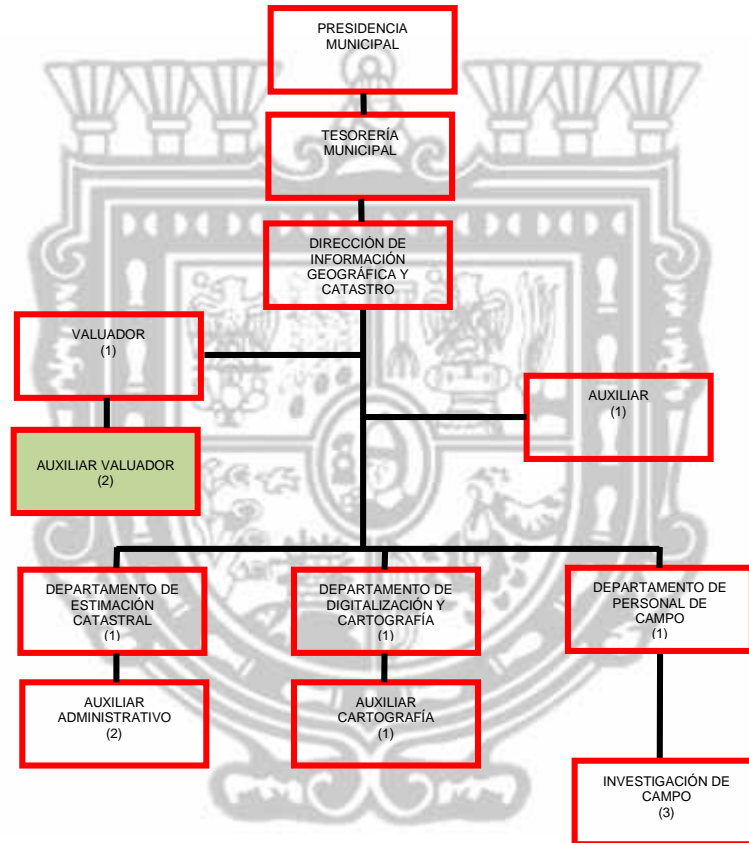 PRESIDENCIA
MUNICIPAL
TESORERÍA
MUNICIPAL
DIRECCIÓN DE
INFORMACIÓN
GEOGRÁFICA Y
CATASTRO
VALUADOR
(1)
AUXILIAR
(1)
AUXILIAR VALUADOR
(2)
DEPARTAMENTO DE
ESTIMACIÓN
CATASTRAL
(1)
DEPARTAMENTO DE
DIGITALIZACIÓN Y
CARTOGRAFÍA
(1)
DEPARTAMENTO DE
PERSONAL DE
CAMPO
(1)
AUXILIAR
ADMINISTRATIVO
(2)
AUXILIAR
CARTOGRAFÍA
(1)
INVESTIGACIÓN DE
CAMPO
(3)